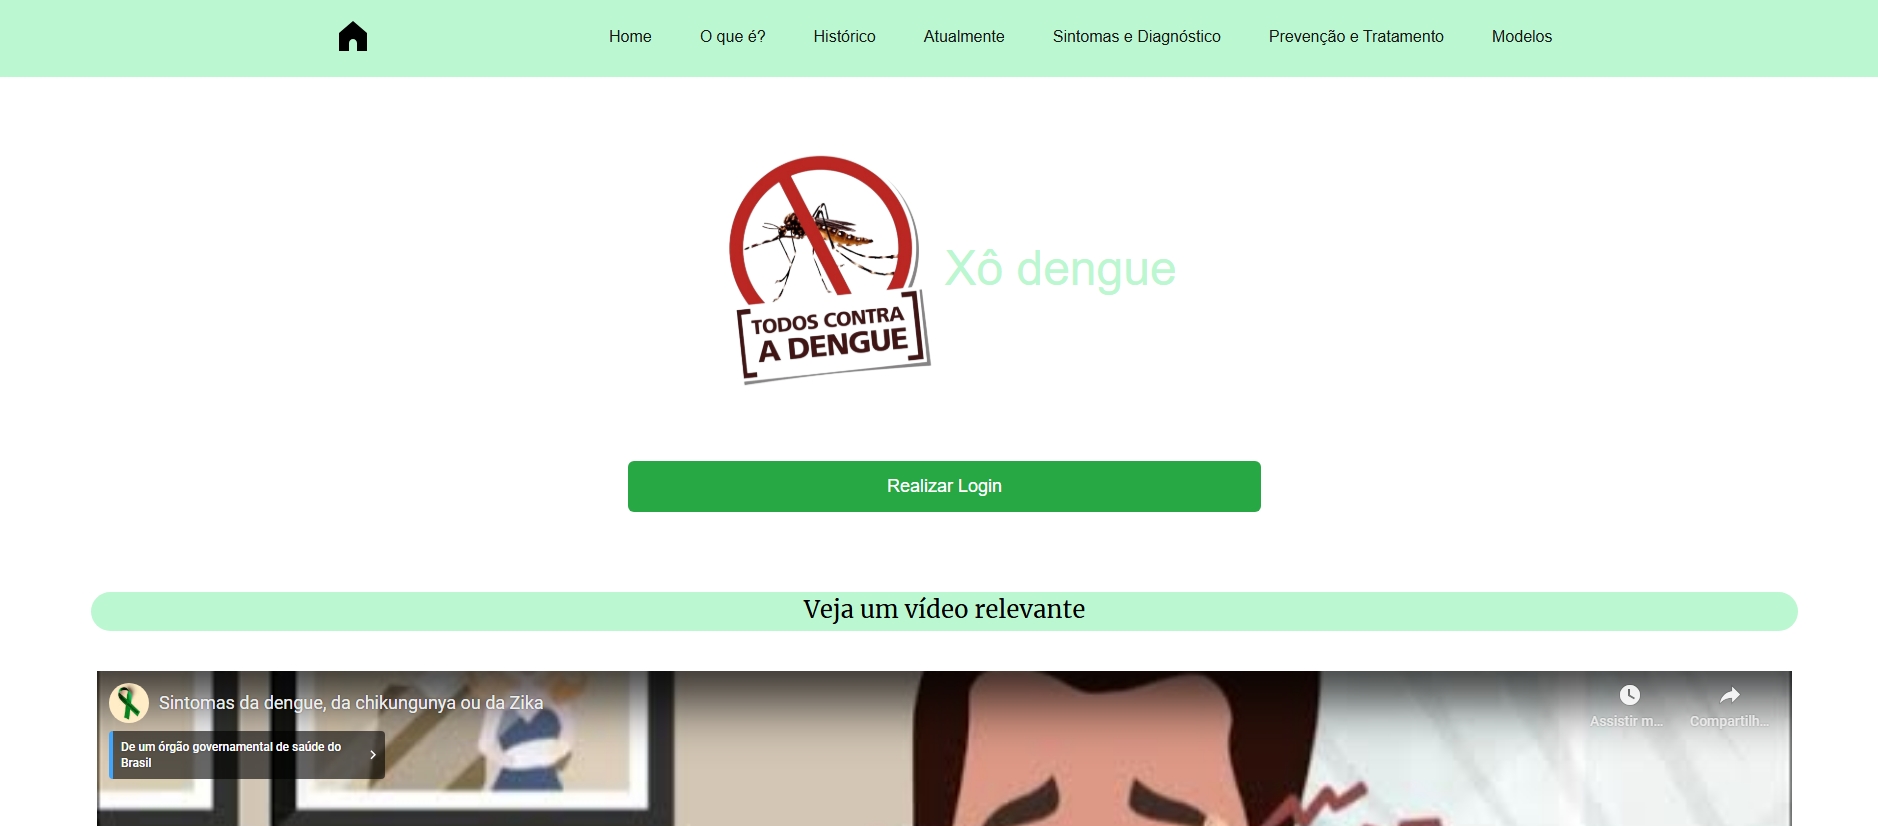 Home
O que é?
Histórico
Atualmente
Sintomas e Diagnóstico
Prevenção e Tratamento
Modelos
TODOS CONTRA
A DENGUE
Xô dengue
Realizar Login
Veja um vídeo relevante
Sintomas da dengue, da chikungunya ou da Zika
Assistir m...
Compartilh...
De um órgão governamental de saúde do
Brasil